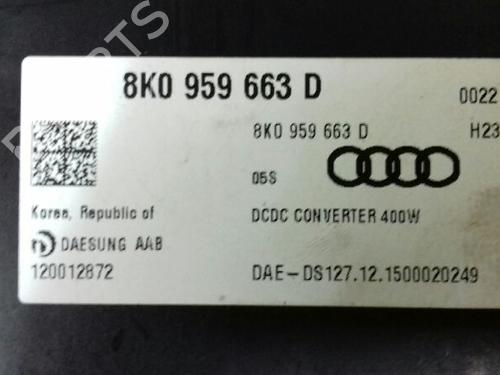 8K0 959 663 D
0022
8K0 959 663 D
H23
05S
Korea, Republic of
DCDC CONVERTER 400W
DAESUNG AAB
120012872
DAE-DS127.12.1500020249